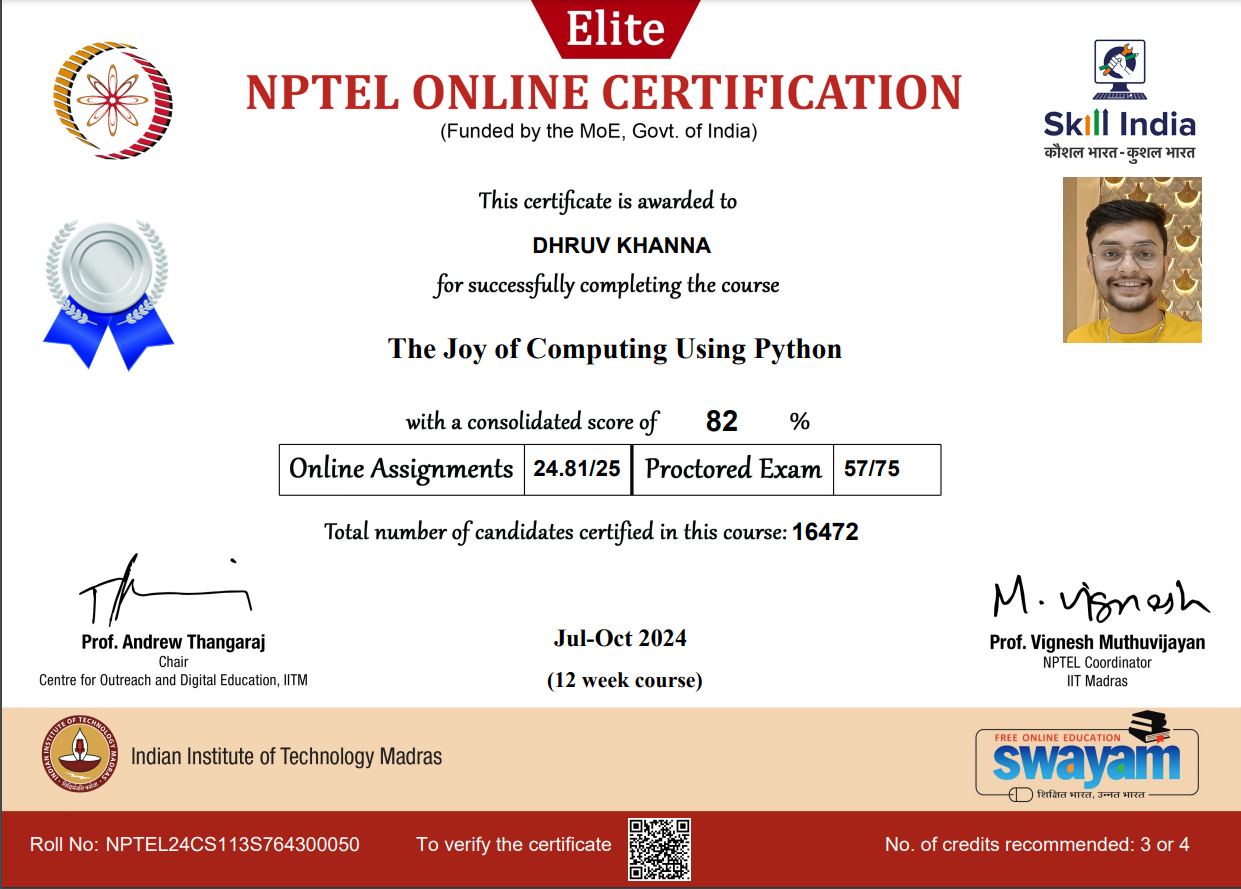 Elite
NPTEL ONLINE CERTIFICATION
(Funded by the MoE, Govt. of India)
Skill India
कौशल भारत - कुशल भारत
This certificate is awarded to
DHRUV KHANNA
for successfully completing the course
The Joy of Computing Using Python
with a consolidated score of 82 %
Online Assignments 24.81/25 Proctored Exam 57/75
Total number of candidates certified in this course: 16472
M. Vignesh
Prof. Andrew Thangaraj
Chair
Centre for Outreach and Digital Education, IITM
Jul-Oct 2024
(12 week course)
Prof. Vignesh Muthuvijayan
NPTEL Coordinator
IIT Madras
INDIAN INSTITUTE OF TECHNOLOGY MADRAS
Indian Institute of Technology Madras
FREE ONLINE EDUCATION
swayam
शिक्षित भारत, उन्नत भारत
Roll No: NPTEL24CS113S764300050
To verify the certificate
No. of credits recommended: 3 or 4